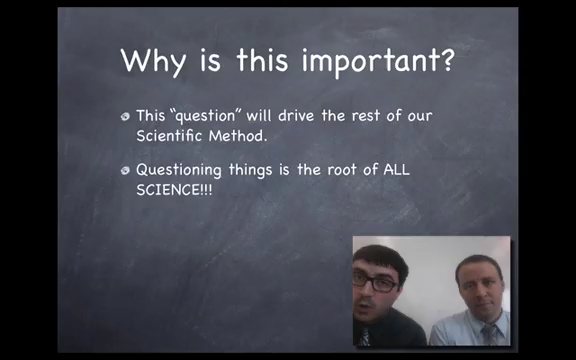 Why is this important?
This "question" will drive the rest of our
Scientific Method.
Questioning things is the root of ALL
SCIENCE!!!